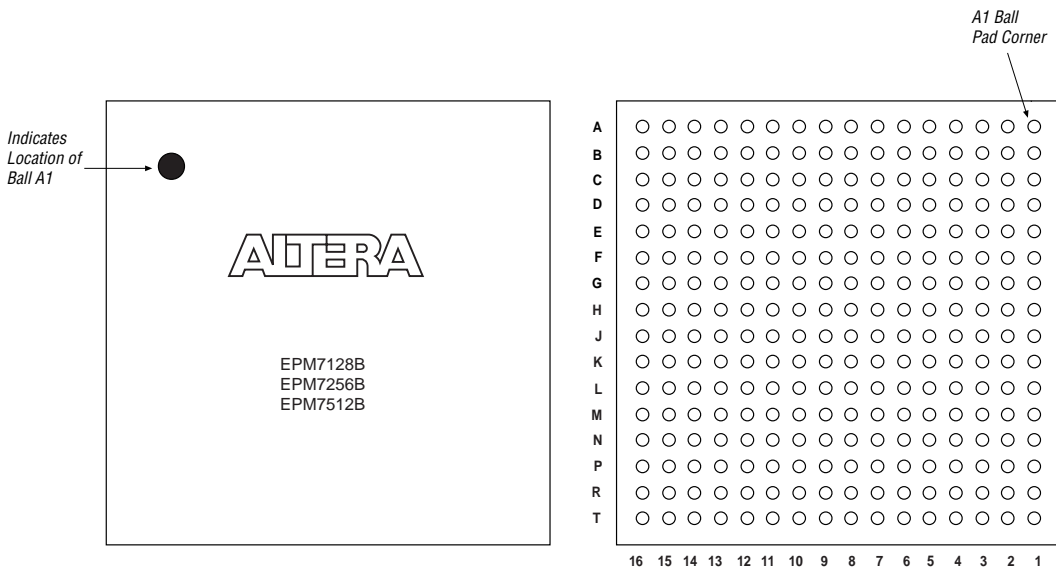 A1 Ball
Pad Corner
Indicates
Location of
Ball A1
ALTERA
EPM7128B
EPM7256B
EPM7512B
A
B
C
D
E
F
G
H
J
K
L
M
N
P
R
T
16 15 14 13 12 11 10 9 8 7 6 5 4 3 2 1